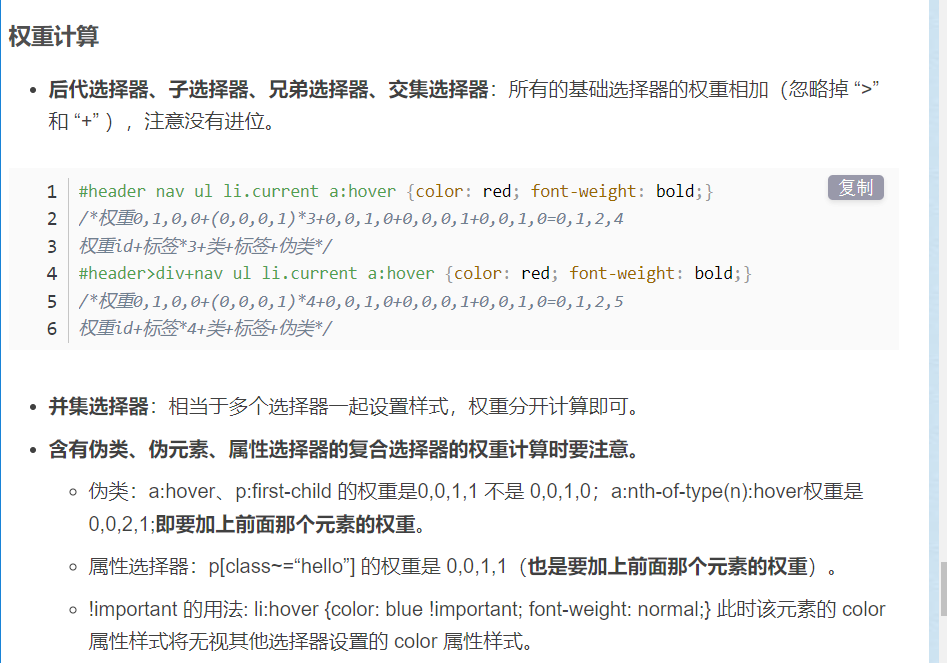 权重计算
• 后代选择器、子选择器、兄弟选择器、交集选择器：所有的基础选择器的权重相加（忽略掉 “>”
和 “+” ），注意没有进位。
复制
1 #header nav ul li.current a:hover {color: red; font-weight: bold;}
2 /*权重0,1,0,0+(0,0,0,1)*3+0,0,1,0+0,0,0,1+0,0,1,0=0,1,2,4
3 权重id+标签*3+类+标签+伪类*/
4 #header>div+nav ul li.current a:hover {color: red; font-weight: bold;}
5 /*权重0,1,0,0+(0,0,0,1)*4+0,0,1,0+0,0,0,1+0,0,1,0=0,1,2,5
6 权重id+标签*4+类+标签+伪类*/
• 并集选择器：相当于多个选择器一起设置样式，权重分开计算即可。
• 含有伪类、伪元素、属性选择器的复合选择器的权重计算时要注意。
◦ 伪类：a:hover、p:first-child 的权重是0,0,1,1 不是 0,0,1,0；a:nth-of-type(n):hover权重是
0,0,2,1;即要加上前面那个元素的权重。
◦ 属性选择器：p[class~=“hello”] 的权重是 0,0,1,1（也是要加上前面那个元素的权重）。
◦ !important 的用法: li:hover {color: blue !important; font-weight: normal;} 此时该元素的 color
属性样式将无视其他选择器设置的 color 属性样式。